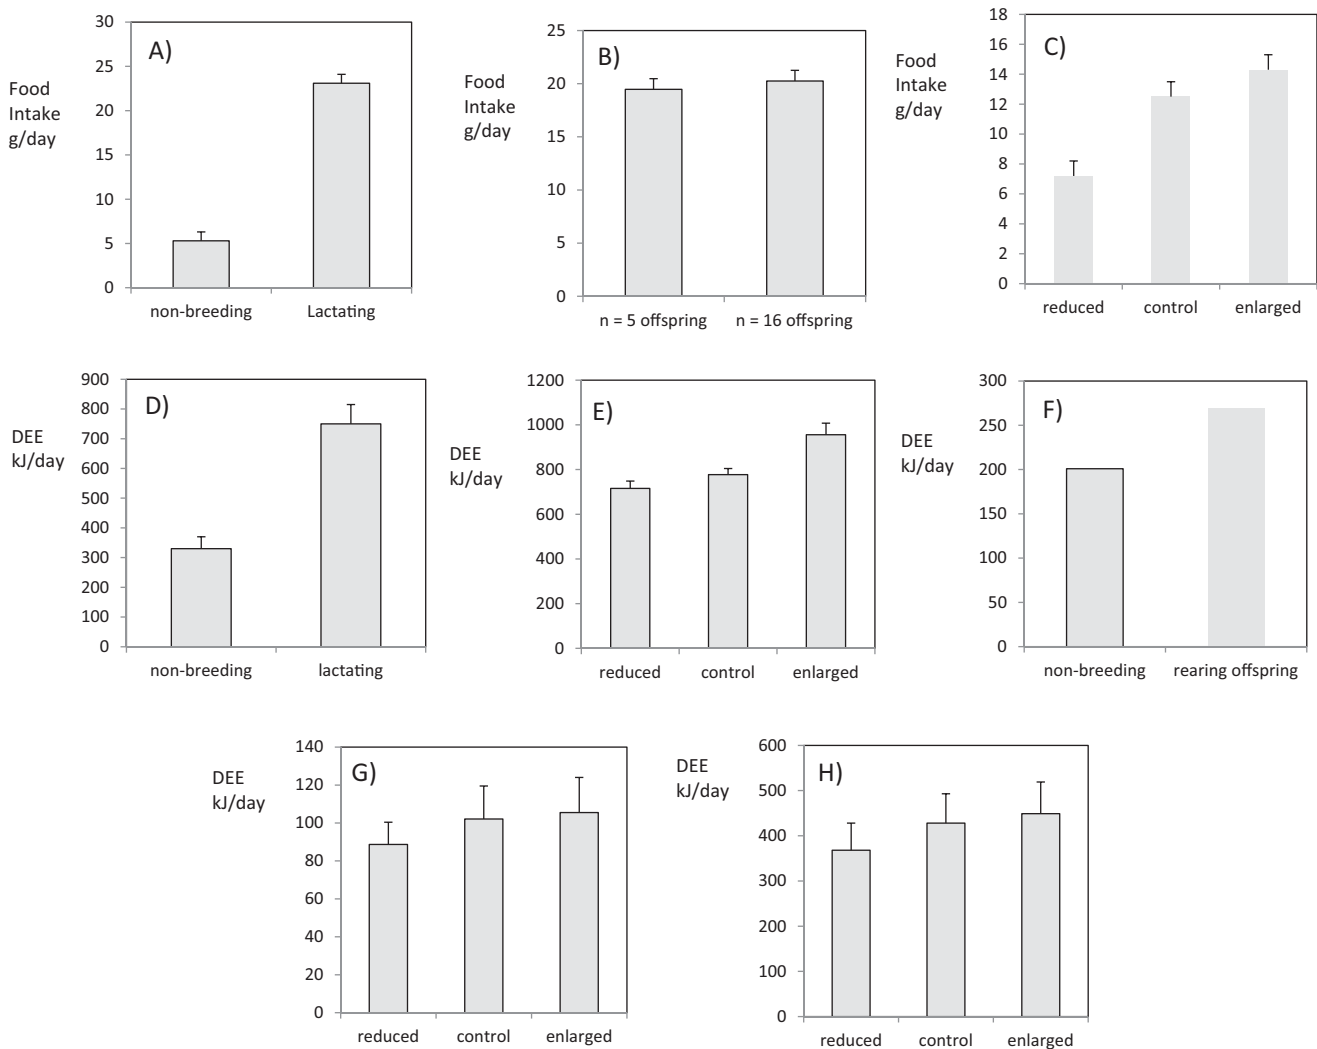 A)
Food
Intake
g/day
30
25
20
15
10
5
0
non-breeding Lactating
B)
Food
Intake
g/day
25
20
15
10
5
0
n = 5 offspring n = 16 offspring
C)
Food
Intake
g/day
18
16
14
12
10
8
6
4
2
0
reduced control enlarged
D)
DEE
kJ/day
900
800
700
600
500
400
300
200
100
0
non-breeding lactating
E)
DEE
kJ/day
1200
1000
800
600
400
200
0
reduced control enlarged
F)
DEE
kJ/day
300
250
200
150
100
50
0
non-breeding rearing offspring
G)
DEE
kJ/day
140
120
100
80
60
40
20
0
reduced control enlarged
H)
DEE
kJ/day
600
500
400
300
200
100
0
reduced control enlarged